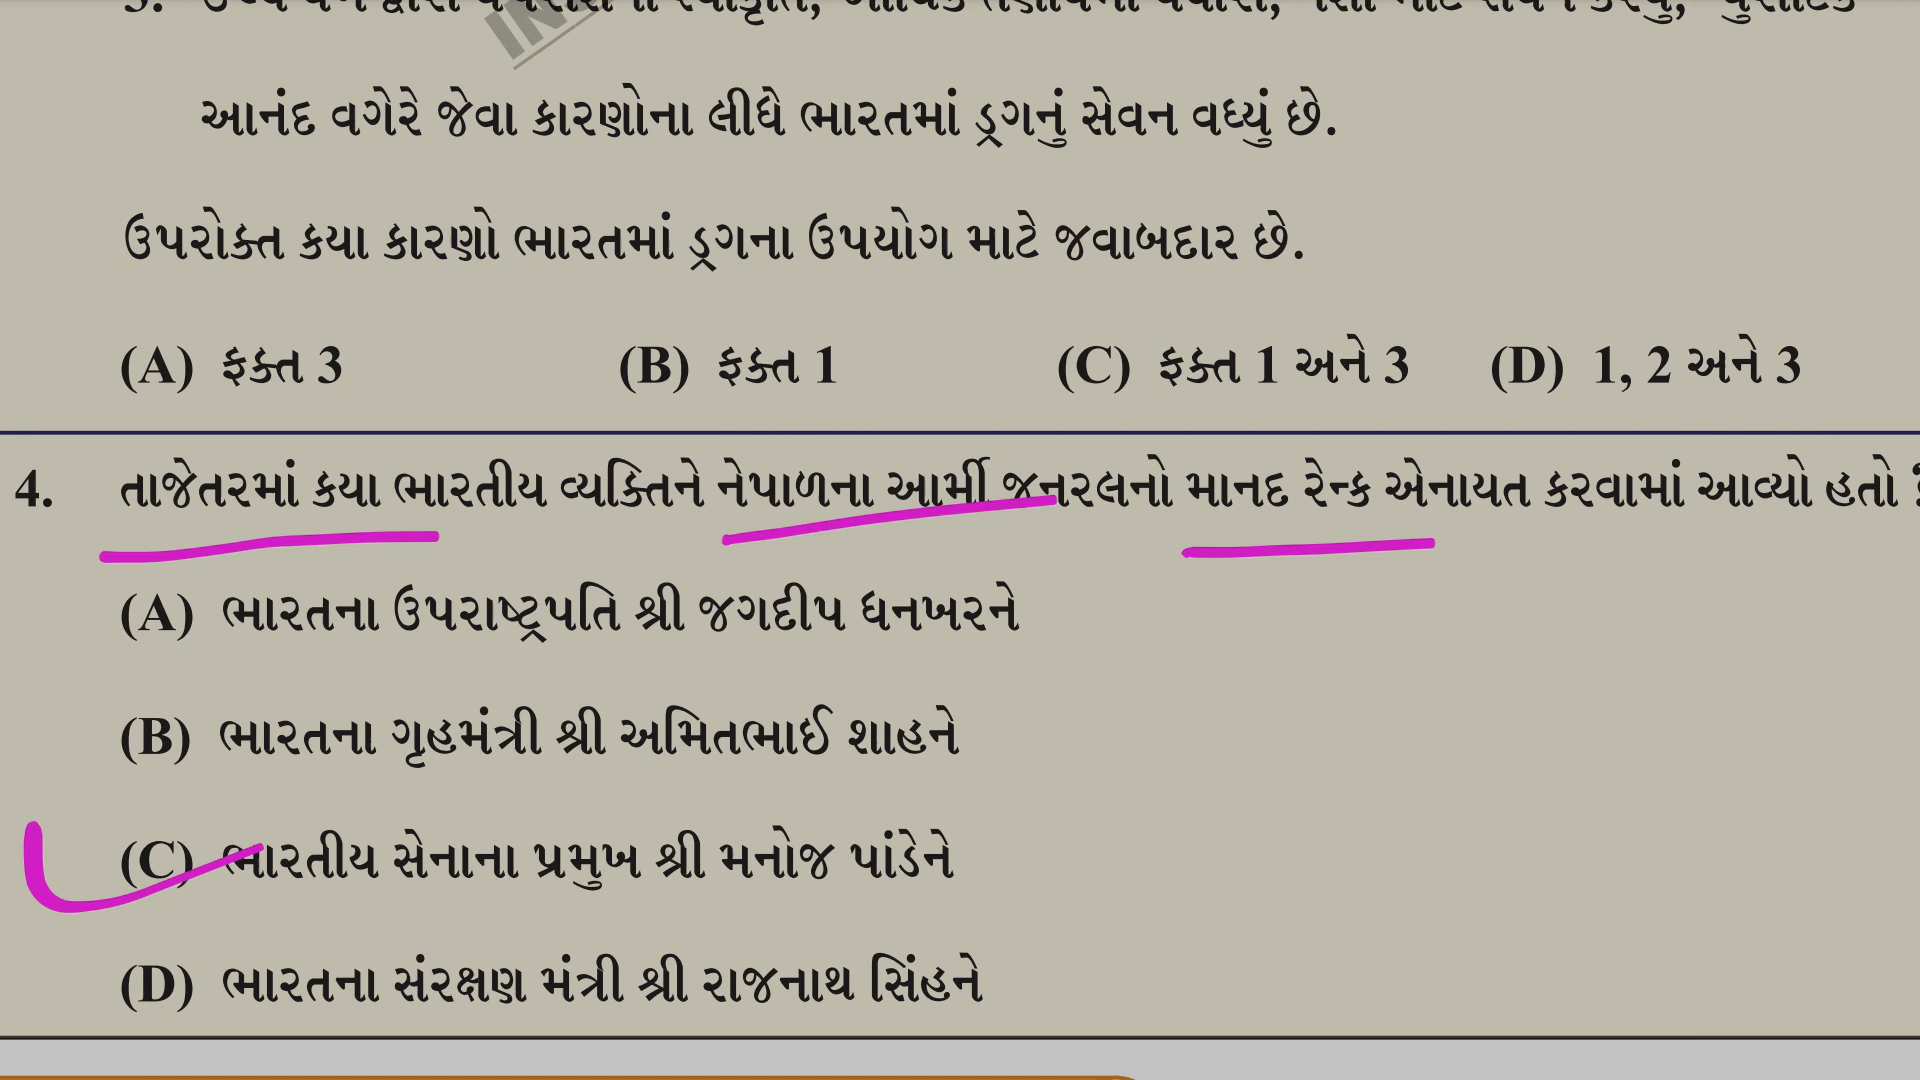 આનંદ વગેરે જેવા કારણોના લીધે ભારતમાં ડ્રગનું સેવન વધ્યું છે.
ઉપરોક્ત કયા કારણો ભારતમાં ડ્રગના ઉપયોગ માટે જવાબદાર છે.
(A) ફક્ત 3 (B) ફક્ત 1 (C) ફક્ત 1 અને 3 (D) 1, 2 અને 3
4. તાજેતરમાં કયા ભારતીય વ્યક્તિને નેપાળના આર્મી જનરલનો માનદ રેન્ક એનાયત કરવામાં આવ્યો હતો ?
(A) ભારતના ઉપરાષ્ટ્રપતિ શ્રી જગદીપ ધનખરને
(B) ભારતના ગૃહમંત્રી શ્રી અમિતભાઈ શાહને
(C) ભારતીય સેનાના પ્રમુખ શ્રી મનોજ પાંડેને
(D) ભારતના સંરક્ષણ મંત્રી શ્રી રાજનાથ સિંહને